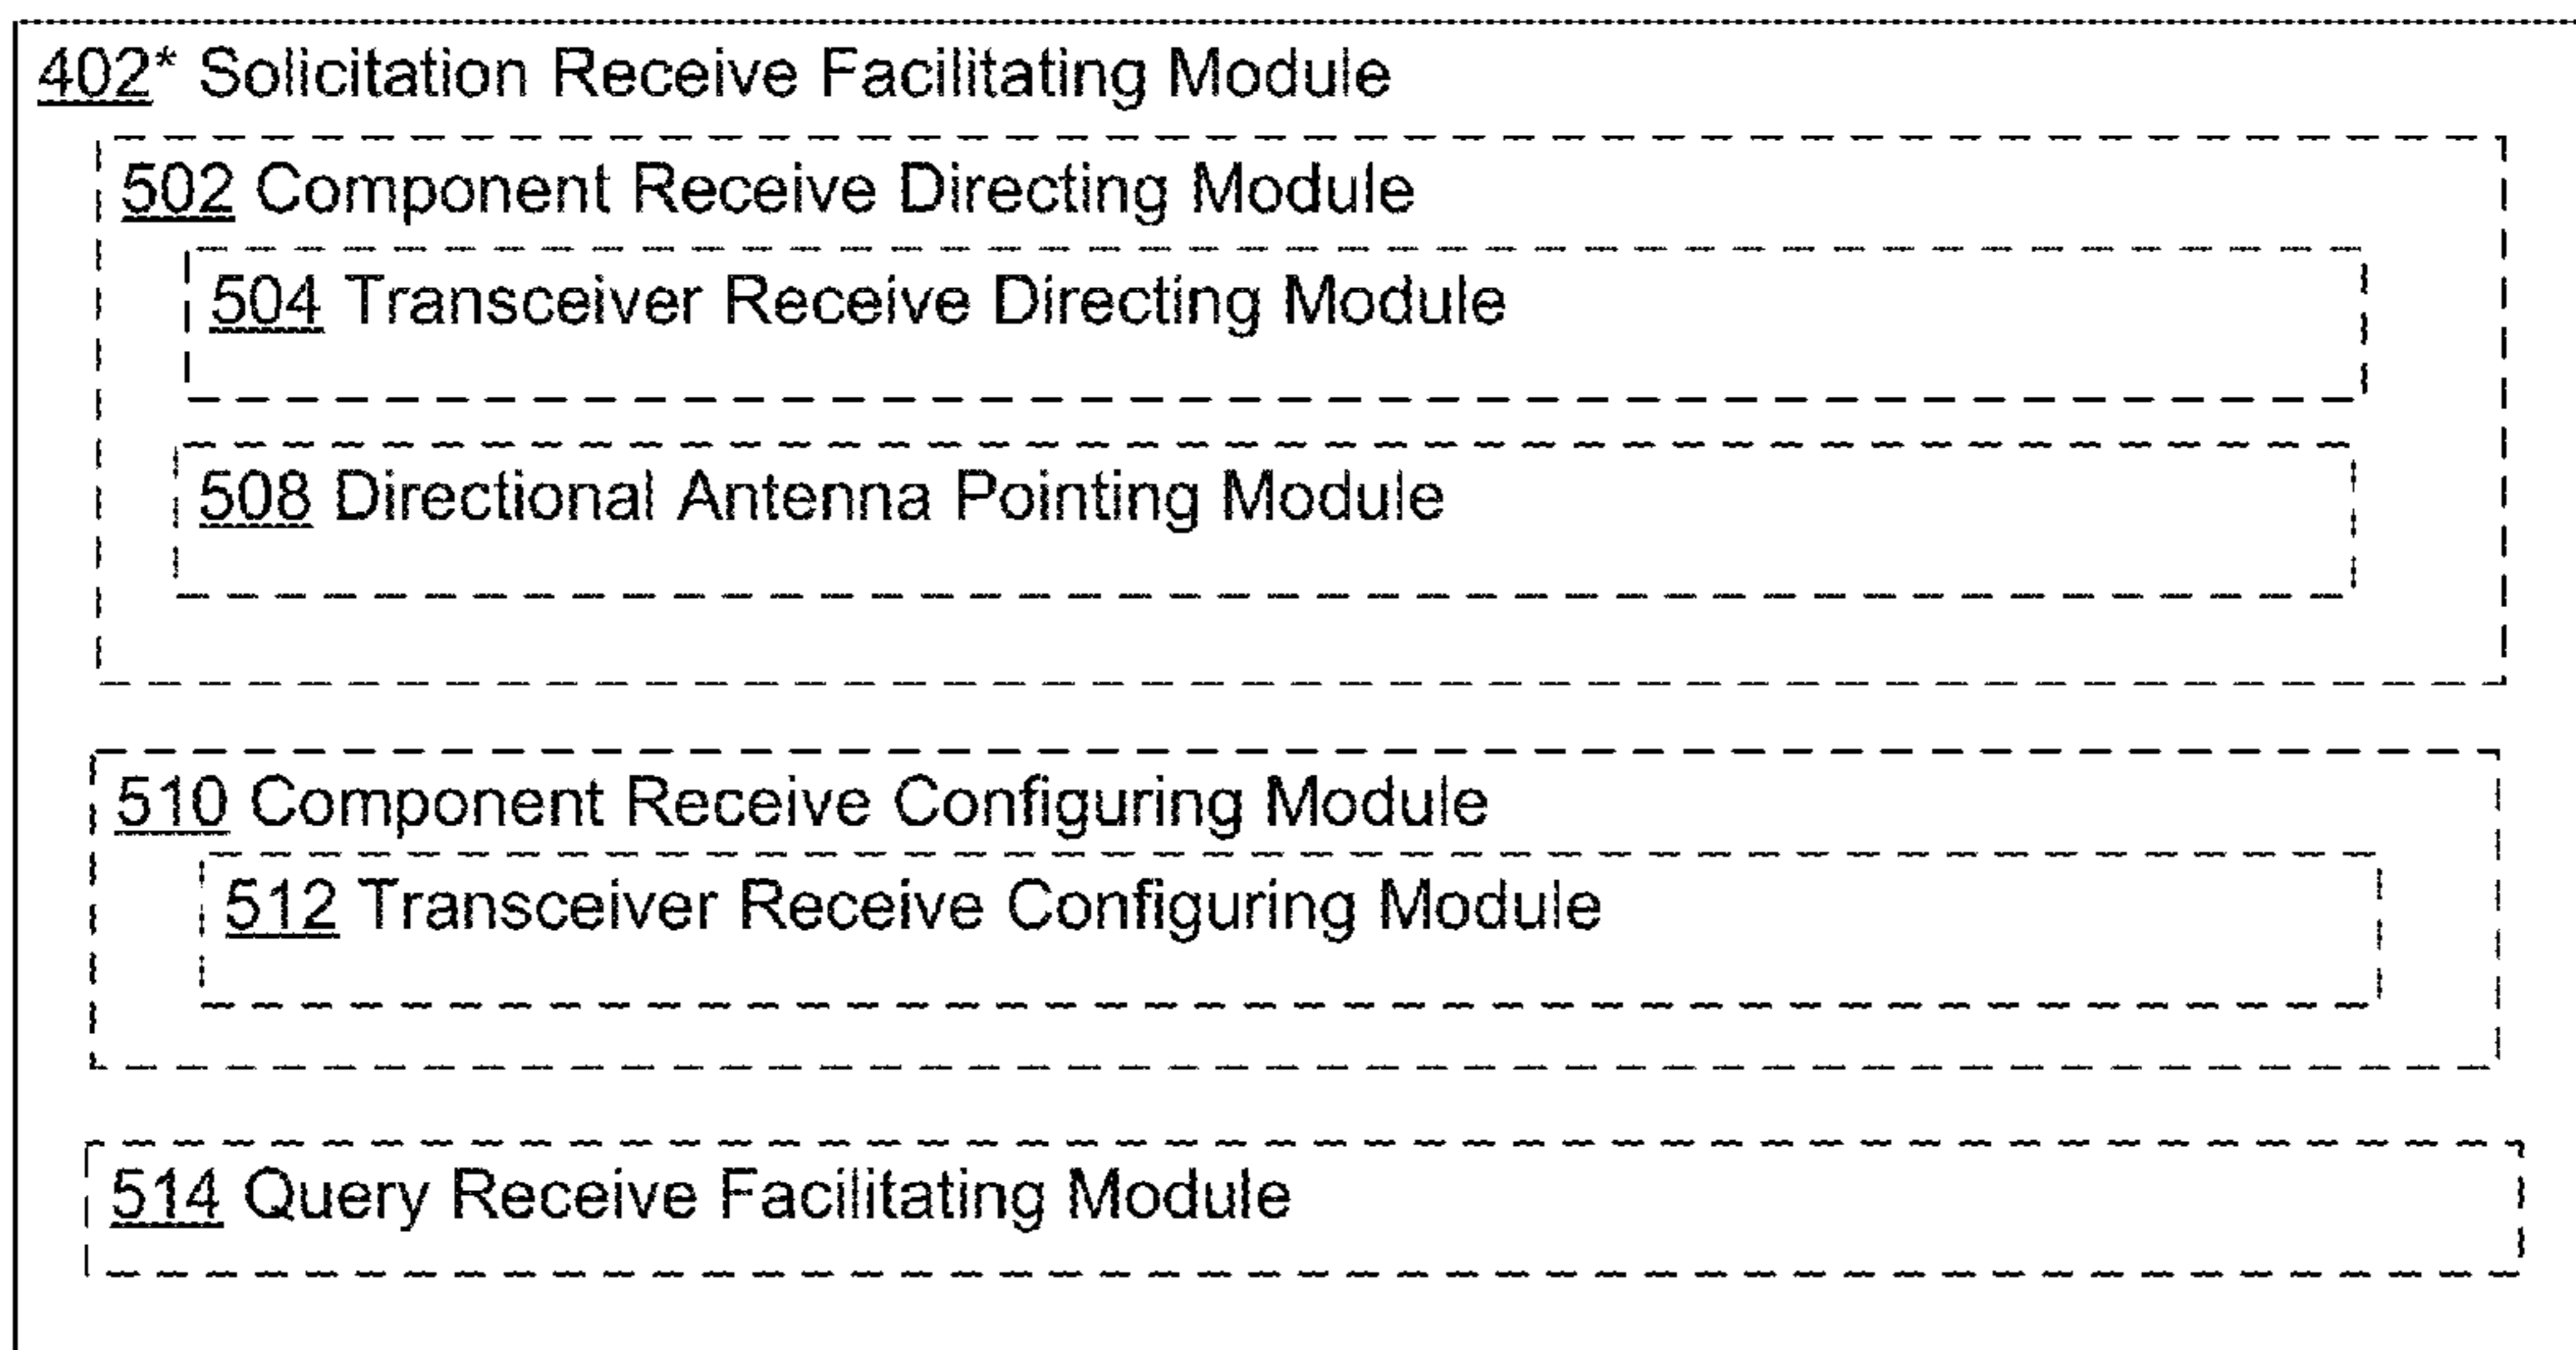 402* Solicitation Receive Facilitating Module
502 Component Receive Directing Module
504 Transceiver Receive Directing Module
508 Directional Antenna Pointing Module
510 Component Receive Configuring Module
512 Transceiver Receive Configuring Module
514 Query Receive Facilitating Module